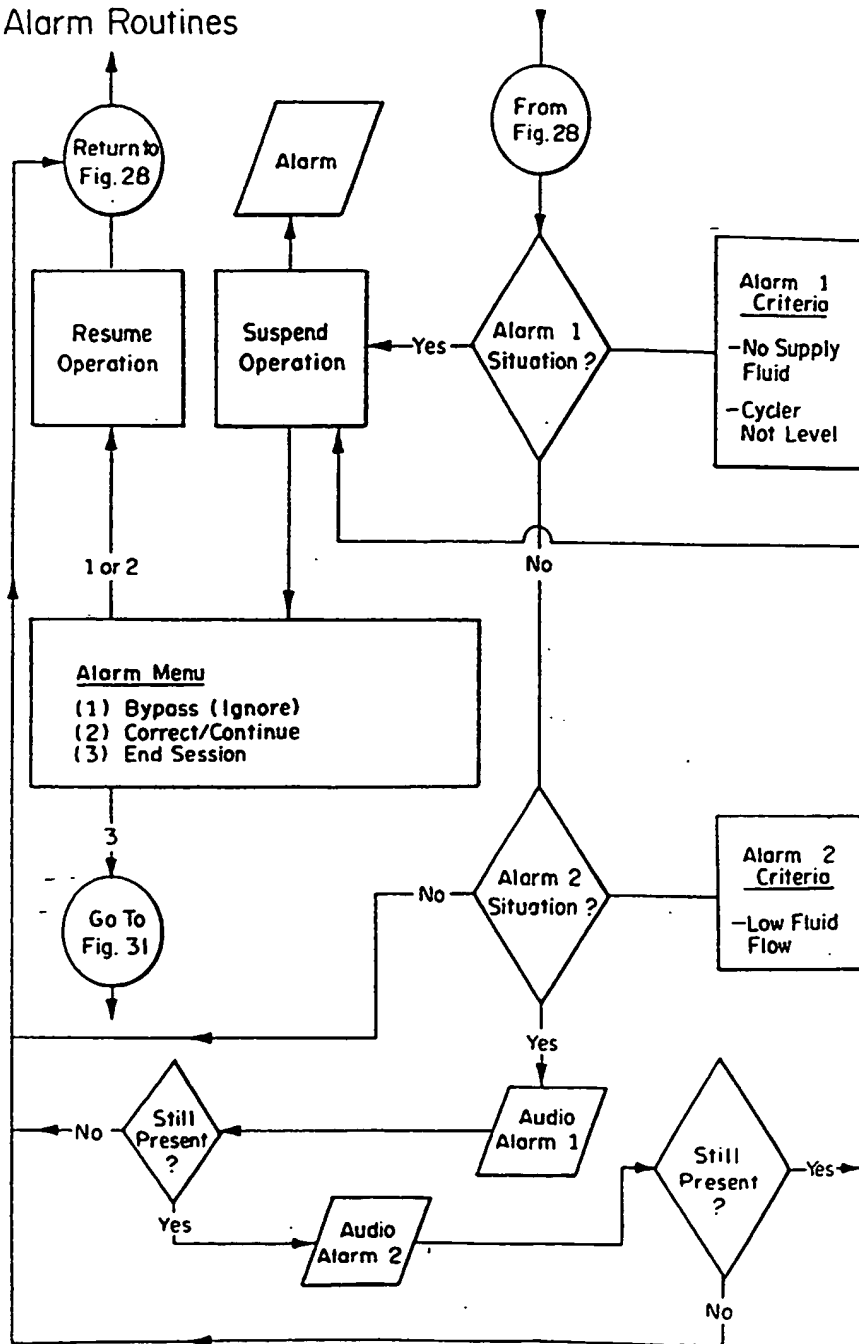 Alarm Routines
Return to
Fig. 28
Alarm
From
Fig. 28
Resume
Operation
Suspend
Operation
Yes
Alarm 1
Situation ?
Alarm 1
Criteria
-No Supply
Fluid
-Cycler
Not Level
1 or 2
No
Alarm Menu
(1) Bypass (Ignore)
(2) Correct/Continue
(3) End Session
3
Go To
Fig. 31
No
Alarm 2
Situation ?
Alarm 2
Criteria
-Low Fluid
Flow
Yes
No
Still
Present
?
Audio
Alarm 1
Still
Present
?
Yes
Yes
Audio
Alarm 2
No